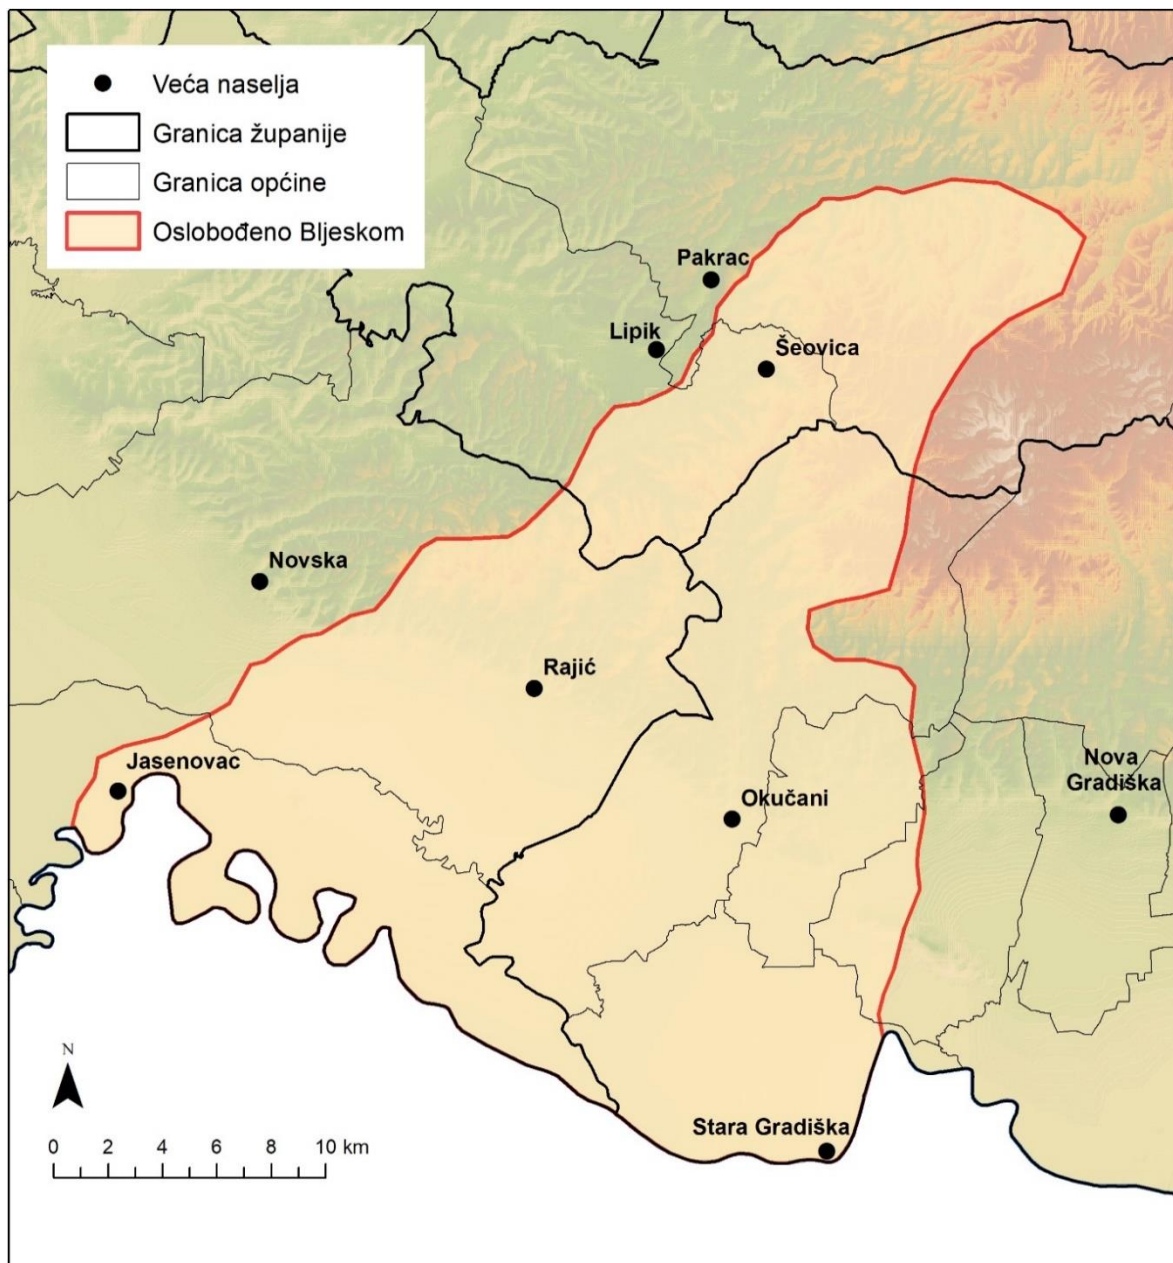 Veća naselja
Granica županije
Granica općine
Oslobođeno Bljeskom
Pakrac
Lipik
Šeovica
Novska
Rajić
Jasenovac
Okučani
Nova
Gradiška
Stara Gradiška
N
0 2 4 6 8 10 km